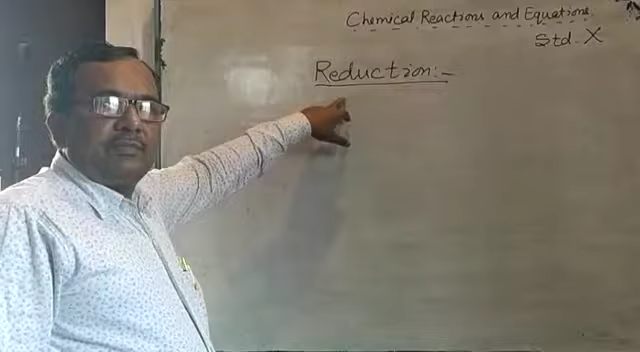 Chemical Reactions and Equations.
Std. X
Reduction:-